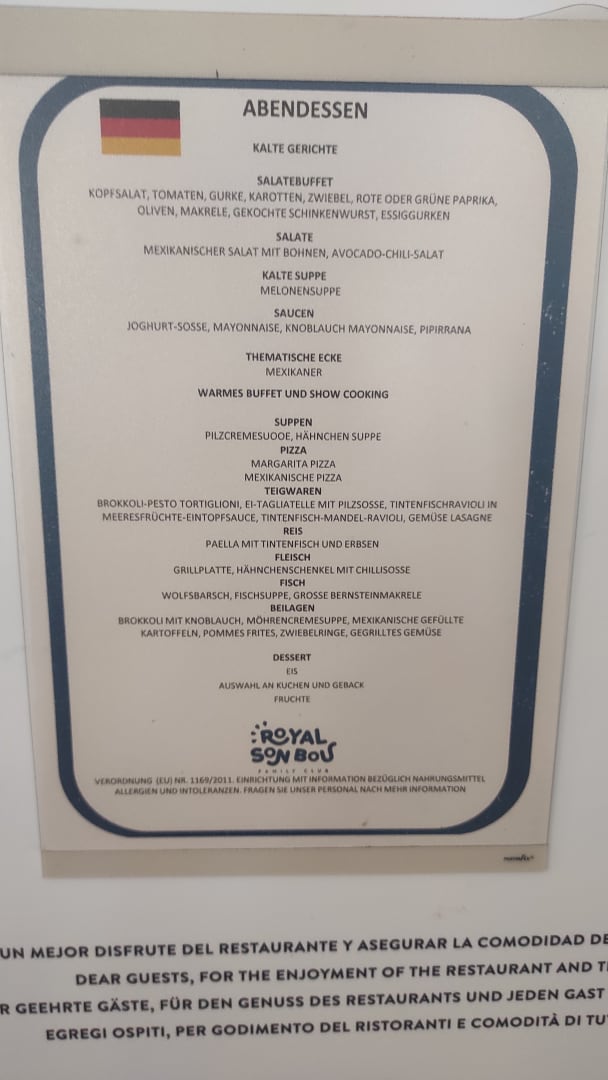 ABENDESSEN
KALTE GERICHTE
SALATEBUFFET
KOPFSALAT, TOMATEN, GURKE, KAROTTEN, ZWIEBEL, ROTE ODER GRÜNE PAPRIKA,
OLIVEN, MAKRELE, GEKOCHTE SCHINKENWURST, ESSIGGURKEN
SALATE
MEXIKANISCHER SALAT MIT BOHNEN, AVOCADO-CHILI-SALAT
KALTE SUPPE
MELONENSUPPE
SAUCEN
JOGHURT-SOSSE, MAYONNAISE, KNOBLAUCH MAYONNAISE, PIPIRRANA
THEMATISCHE ECKE
MEXIKANER
WARMES BUFFET UND SHOW COOKING
SUPPEN
PILZCREMESUOOE, HÄHNCHEN SUPPE
PIZZA
MARGARITA PIZZA
MEXIKANISCHE PIZZA
TEIGWAREN
BROKKOLI-PESTO TORTIGLIONI, EI-TAGLIATELLE MIT PILZSOSSE, TINTENFISCHRAVIOLI IN
MEERESFRÜCHTE-EINTOPFSAUCE, TINTENFISCH-MANDEL-RAVIOLI, GEMÜSE LASAGNE
REIS
PAELLA MIT TINTENFISCH UND ERBSEN
FLEISCH
GRILLPLATTE, HÄHNCHENSCHENKEL MIT CHILLISOSSE
FISCH
WOLFSBARSCH, FISCHSUPPE, GROSSE BERNSTEINMAKRELE
BEILAGEN
BROKKOLI MIT KNOBLAUCH, MÖHRENCREMESUPPE, MEXIKANISCHE GEFÜLLTE
KARTOFFELN, POMMES FRITES, ZWIEBELRINGE, GEGRILLTES GEMÜSE
DESSERT
EIS
AUSWAHL AN KUCHEN UND GEBACK
FRUCHTE
ROYAL
SON BOU
FAMILY CLUB
VERORDNUNG (EU) NR. 1169/2011. EINRICHTUNG MIT INFORMATION BEZÜGLICH NAHRUNGSMITTEL
ALLERGIEN UND INTOLERANZEN. FRAGEN SIE UNSER PERSONAL NACH MEHR INFORMATION
UN MEJOR DISFRUTE DEL RESTAURANTE Y ASEGURAR LA COMODIDAD DE
DEAR GUESTS, FOR THE ENJOYMENT OF THE RESTAURANT AND
R GEEHRTE GÄSTE, FÜR DEN GENUSS DES RESTAURANTS UND JEDEN GAST
EGREGI OSPITI, PER GODIMENTO DEL RISTORANTI E COMODITÀ DI